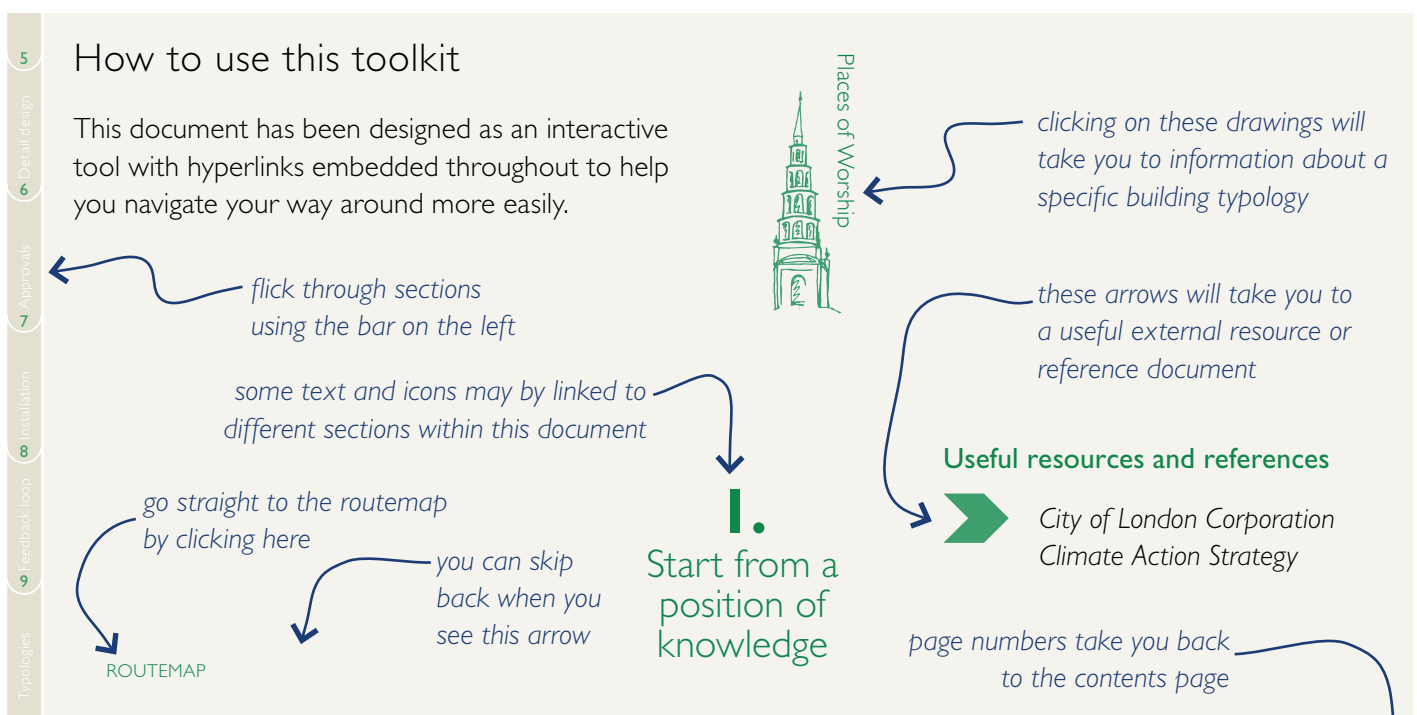 5
Detail design
6
Approvals
7
Installation
8
Feedback loop
9
Typologies
How to use this toolkit
This document has been designed as an interactive
tool with hyperlinks embedded throughout to help
you navigate your way around more easily.
flick through sections
using the bar on the left
some text and icons may by linked to
different sections within this document
go straight to the routemap
by clicking here
ROUTEMAP
you can skip
back when you
see this arrow
1.
Start from a
position of
knowledge
Places of Worship
clicking on these drawings will
take you to information about a
specific building typology
these arrows will take you to
a useful external resource or
reference document
Useful resources and references
City of London Corporation
Climate Action Strategy
page numbers take you back
to the contents page